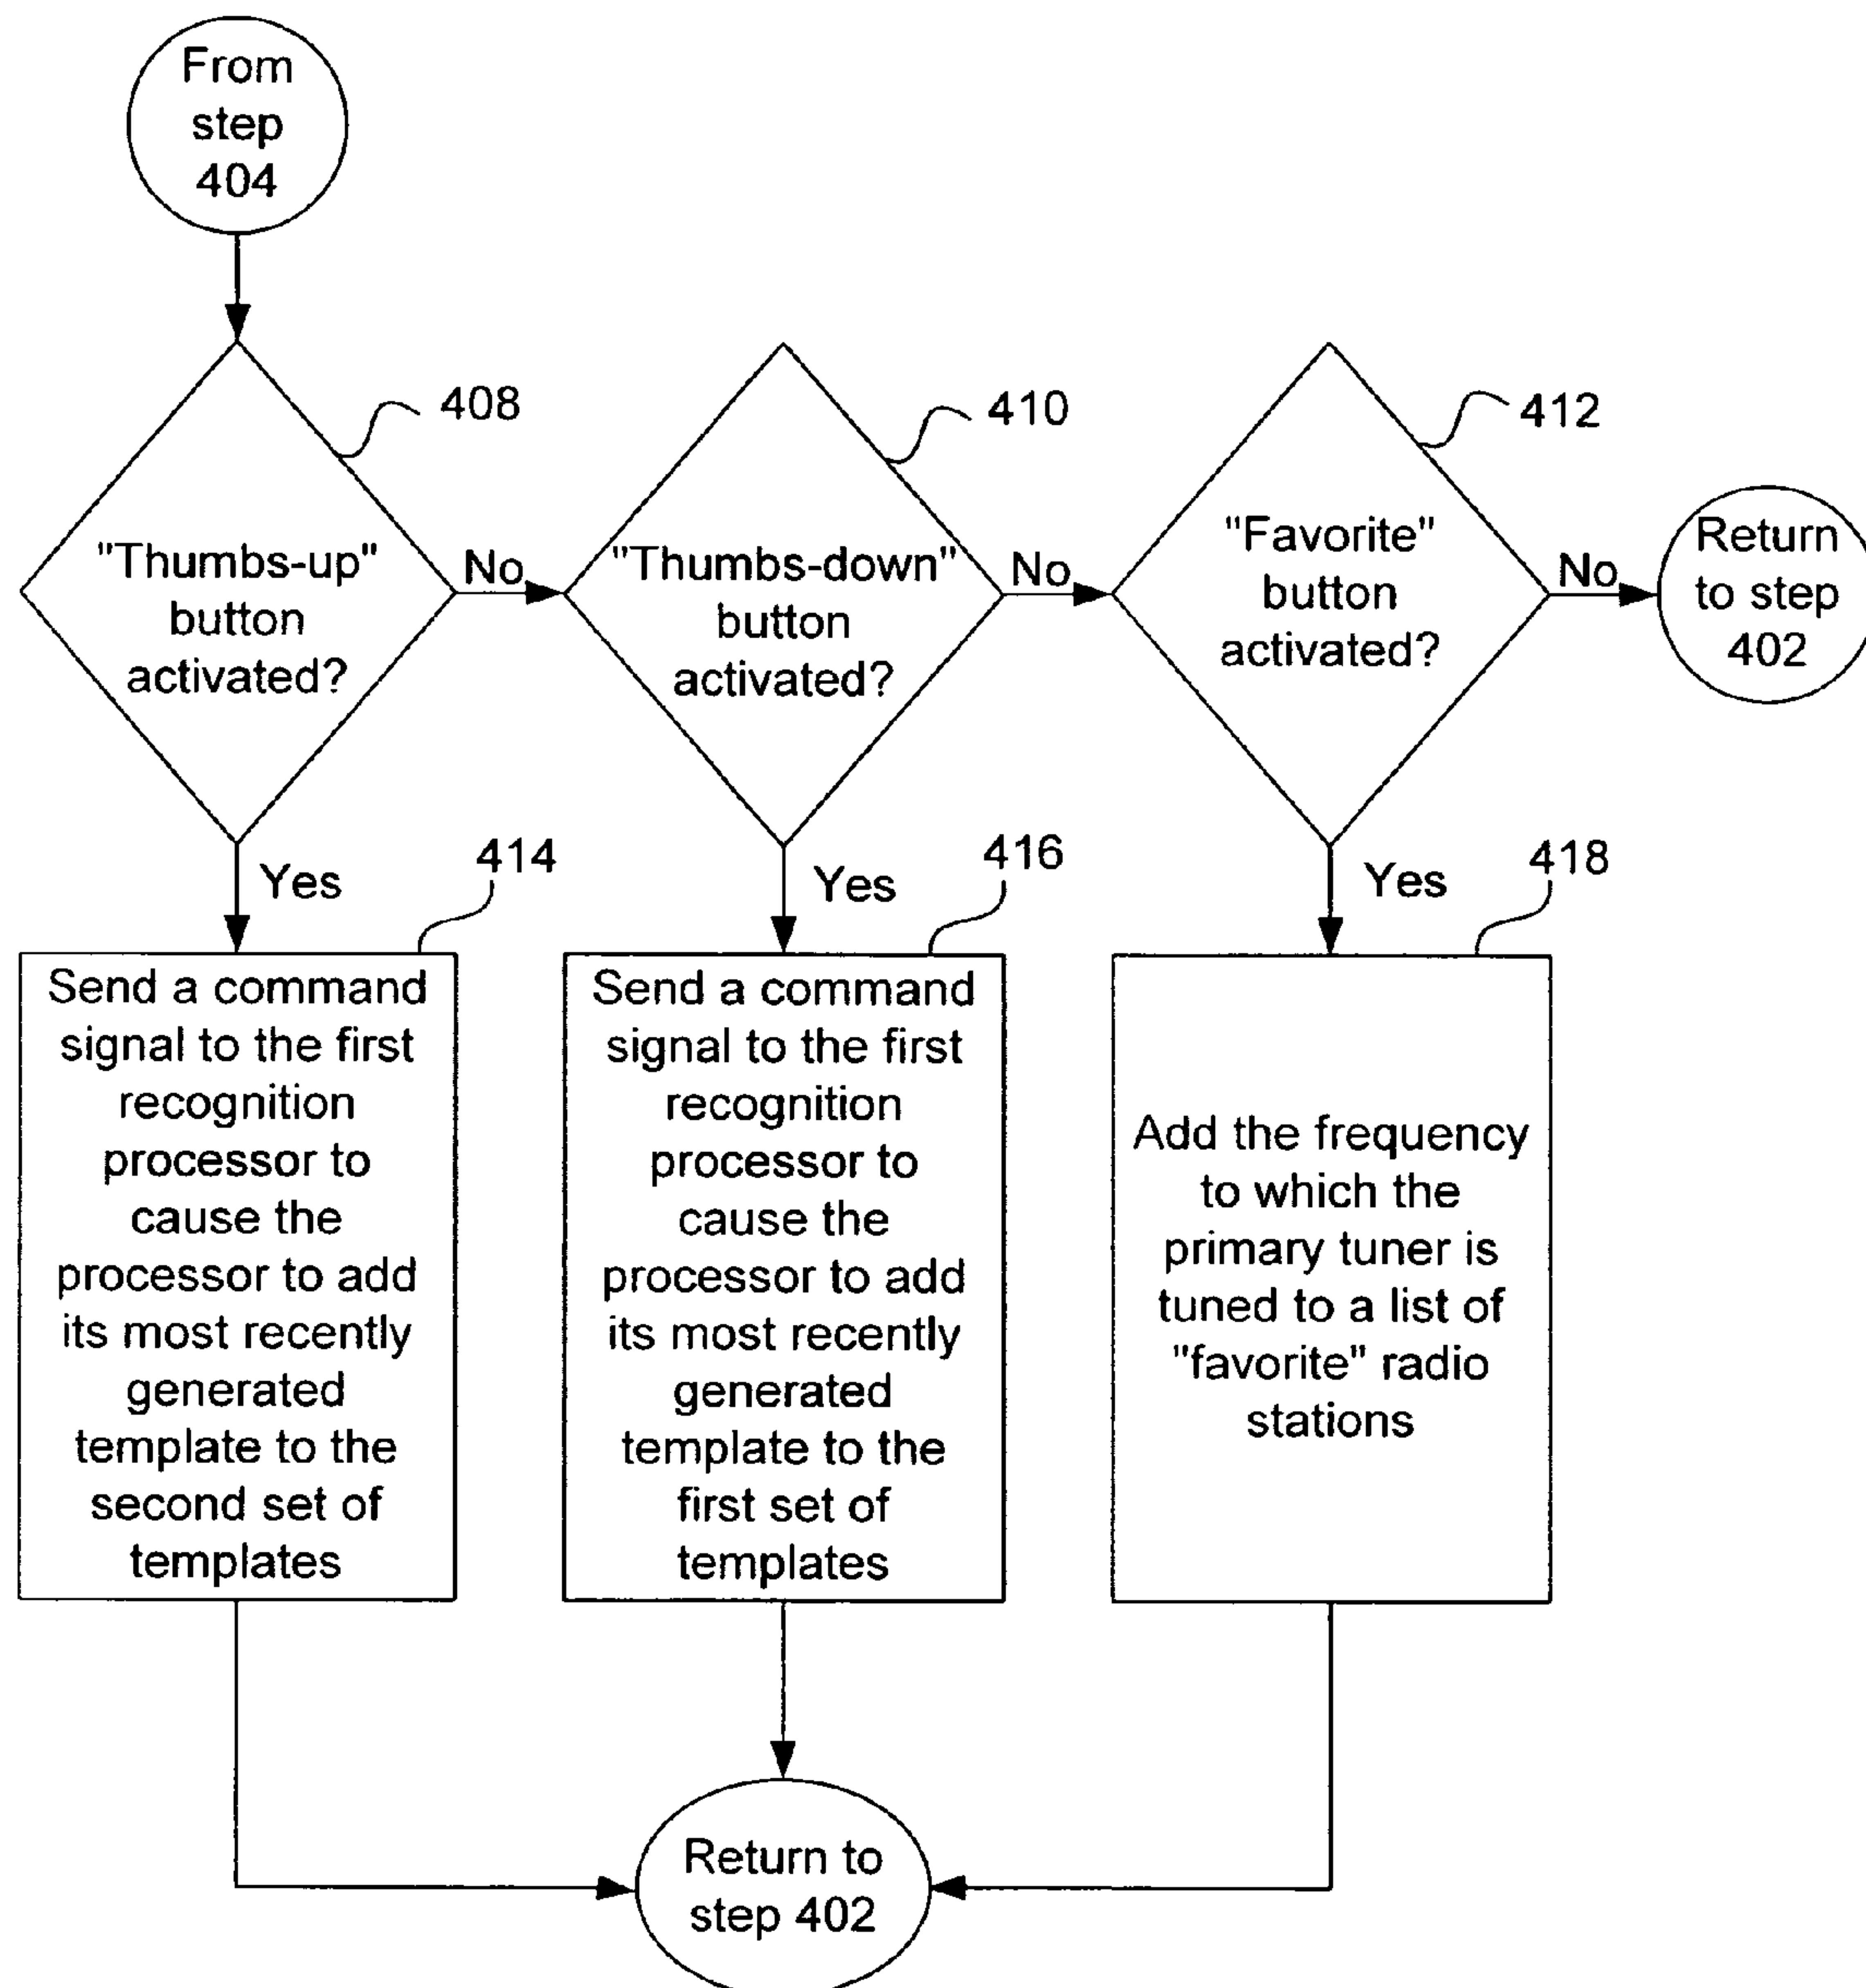 From
step
404
408
410
412
"Thumbs-up"
button
activated?
No
"Thumbs-down"
button
activated?
No
"Favorite"
button
activated?
No
Return
to step
402
Yes
414
Yes
416
Yes
418
Send a command
signal to the first
recognition
processor to
cause the
processor to add
its most recently
generated
template to the
second set of
templates
Send a command
signal to the first
recognition
processor to
cause the
processor to add
its most recently
generated
template to the
first set of
templates
Add the frequency
to which the
primary tuner is
tuned to a list of
"favorite" radio
stations
Return to
step 402